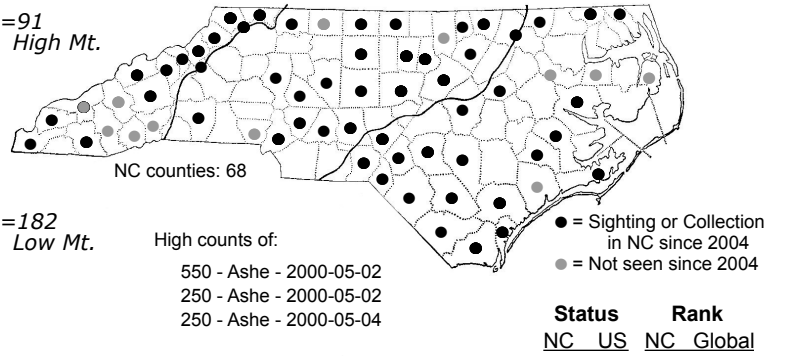 =91
High Mt.
NC counties: 68
=182
Low Mt.
High counts of:
550 - Ashe - 2000-05-02
250 - Ashe - 2000-05-02
250 - Ashe - 2000-05-04
= Sighting or Collection
in NC since 2004
= Not seen since 2004
Status Rank
NC US NC Global